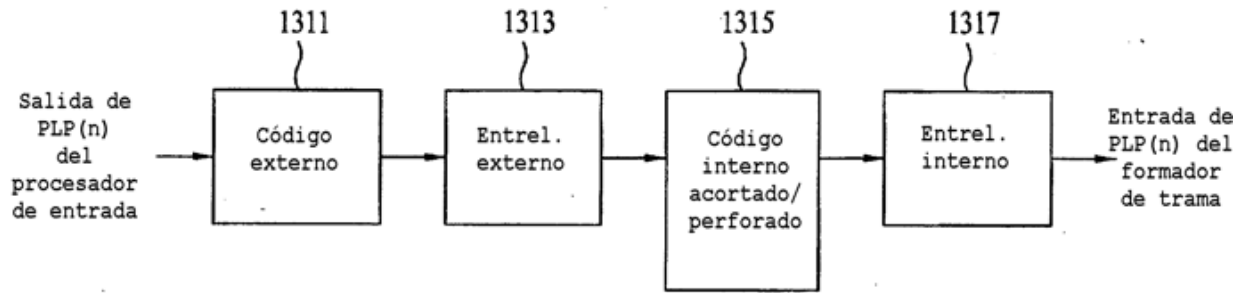 1311
1313
1315
1317
Salida de
PLP(n)
del
procesador
de entrada
Código
externo
Entrel.
externo
Código
interno
acortado/
perforado
Entrel.
interno
Entrada de
PLP(n) del
formador
de trama